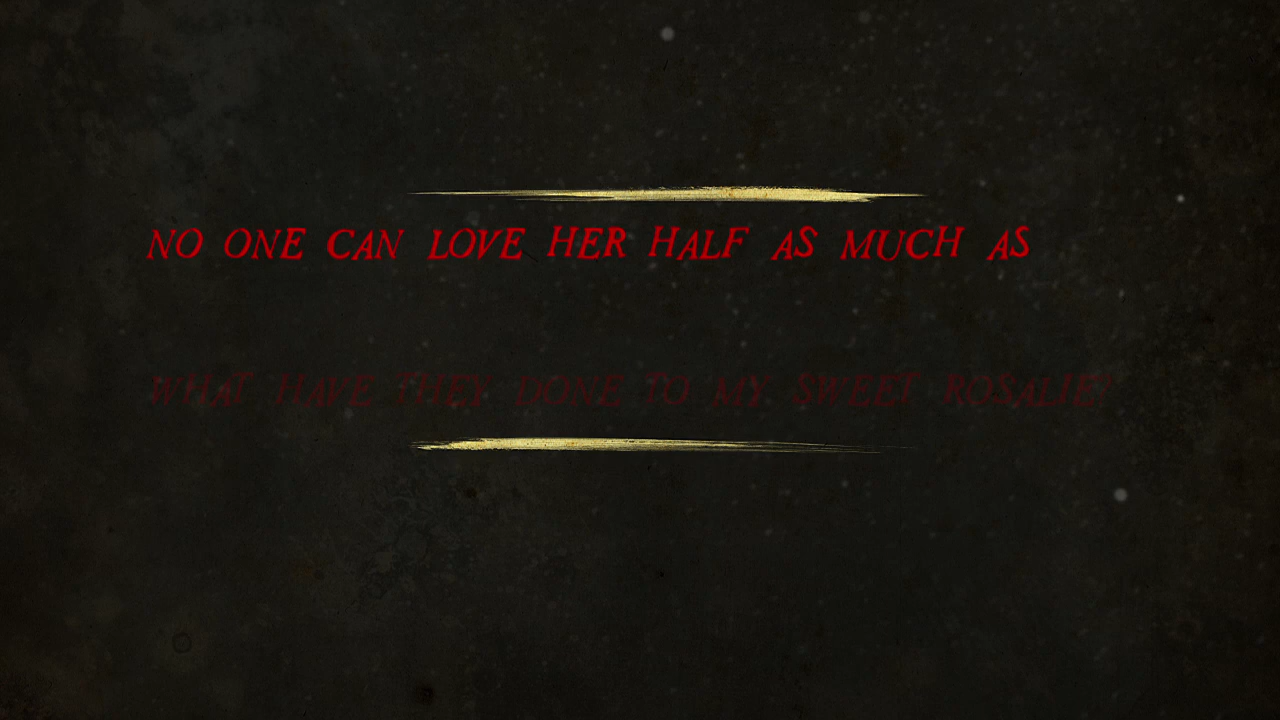 NO ONE CAN LOVE HER HALF AS MUCH AS
WHAT HAVE THEY DONE TO MY SWEET ROSALIE?